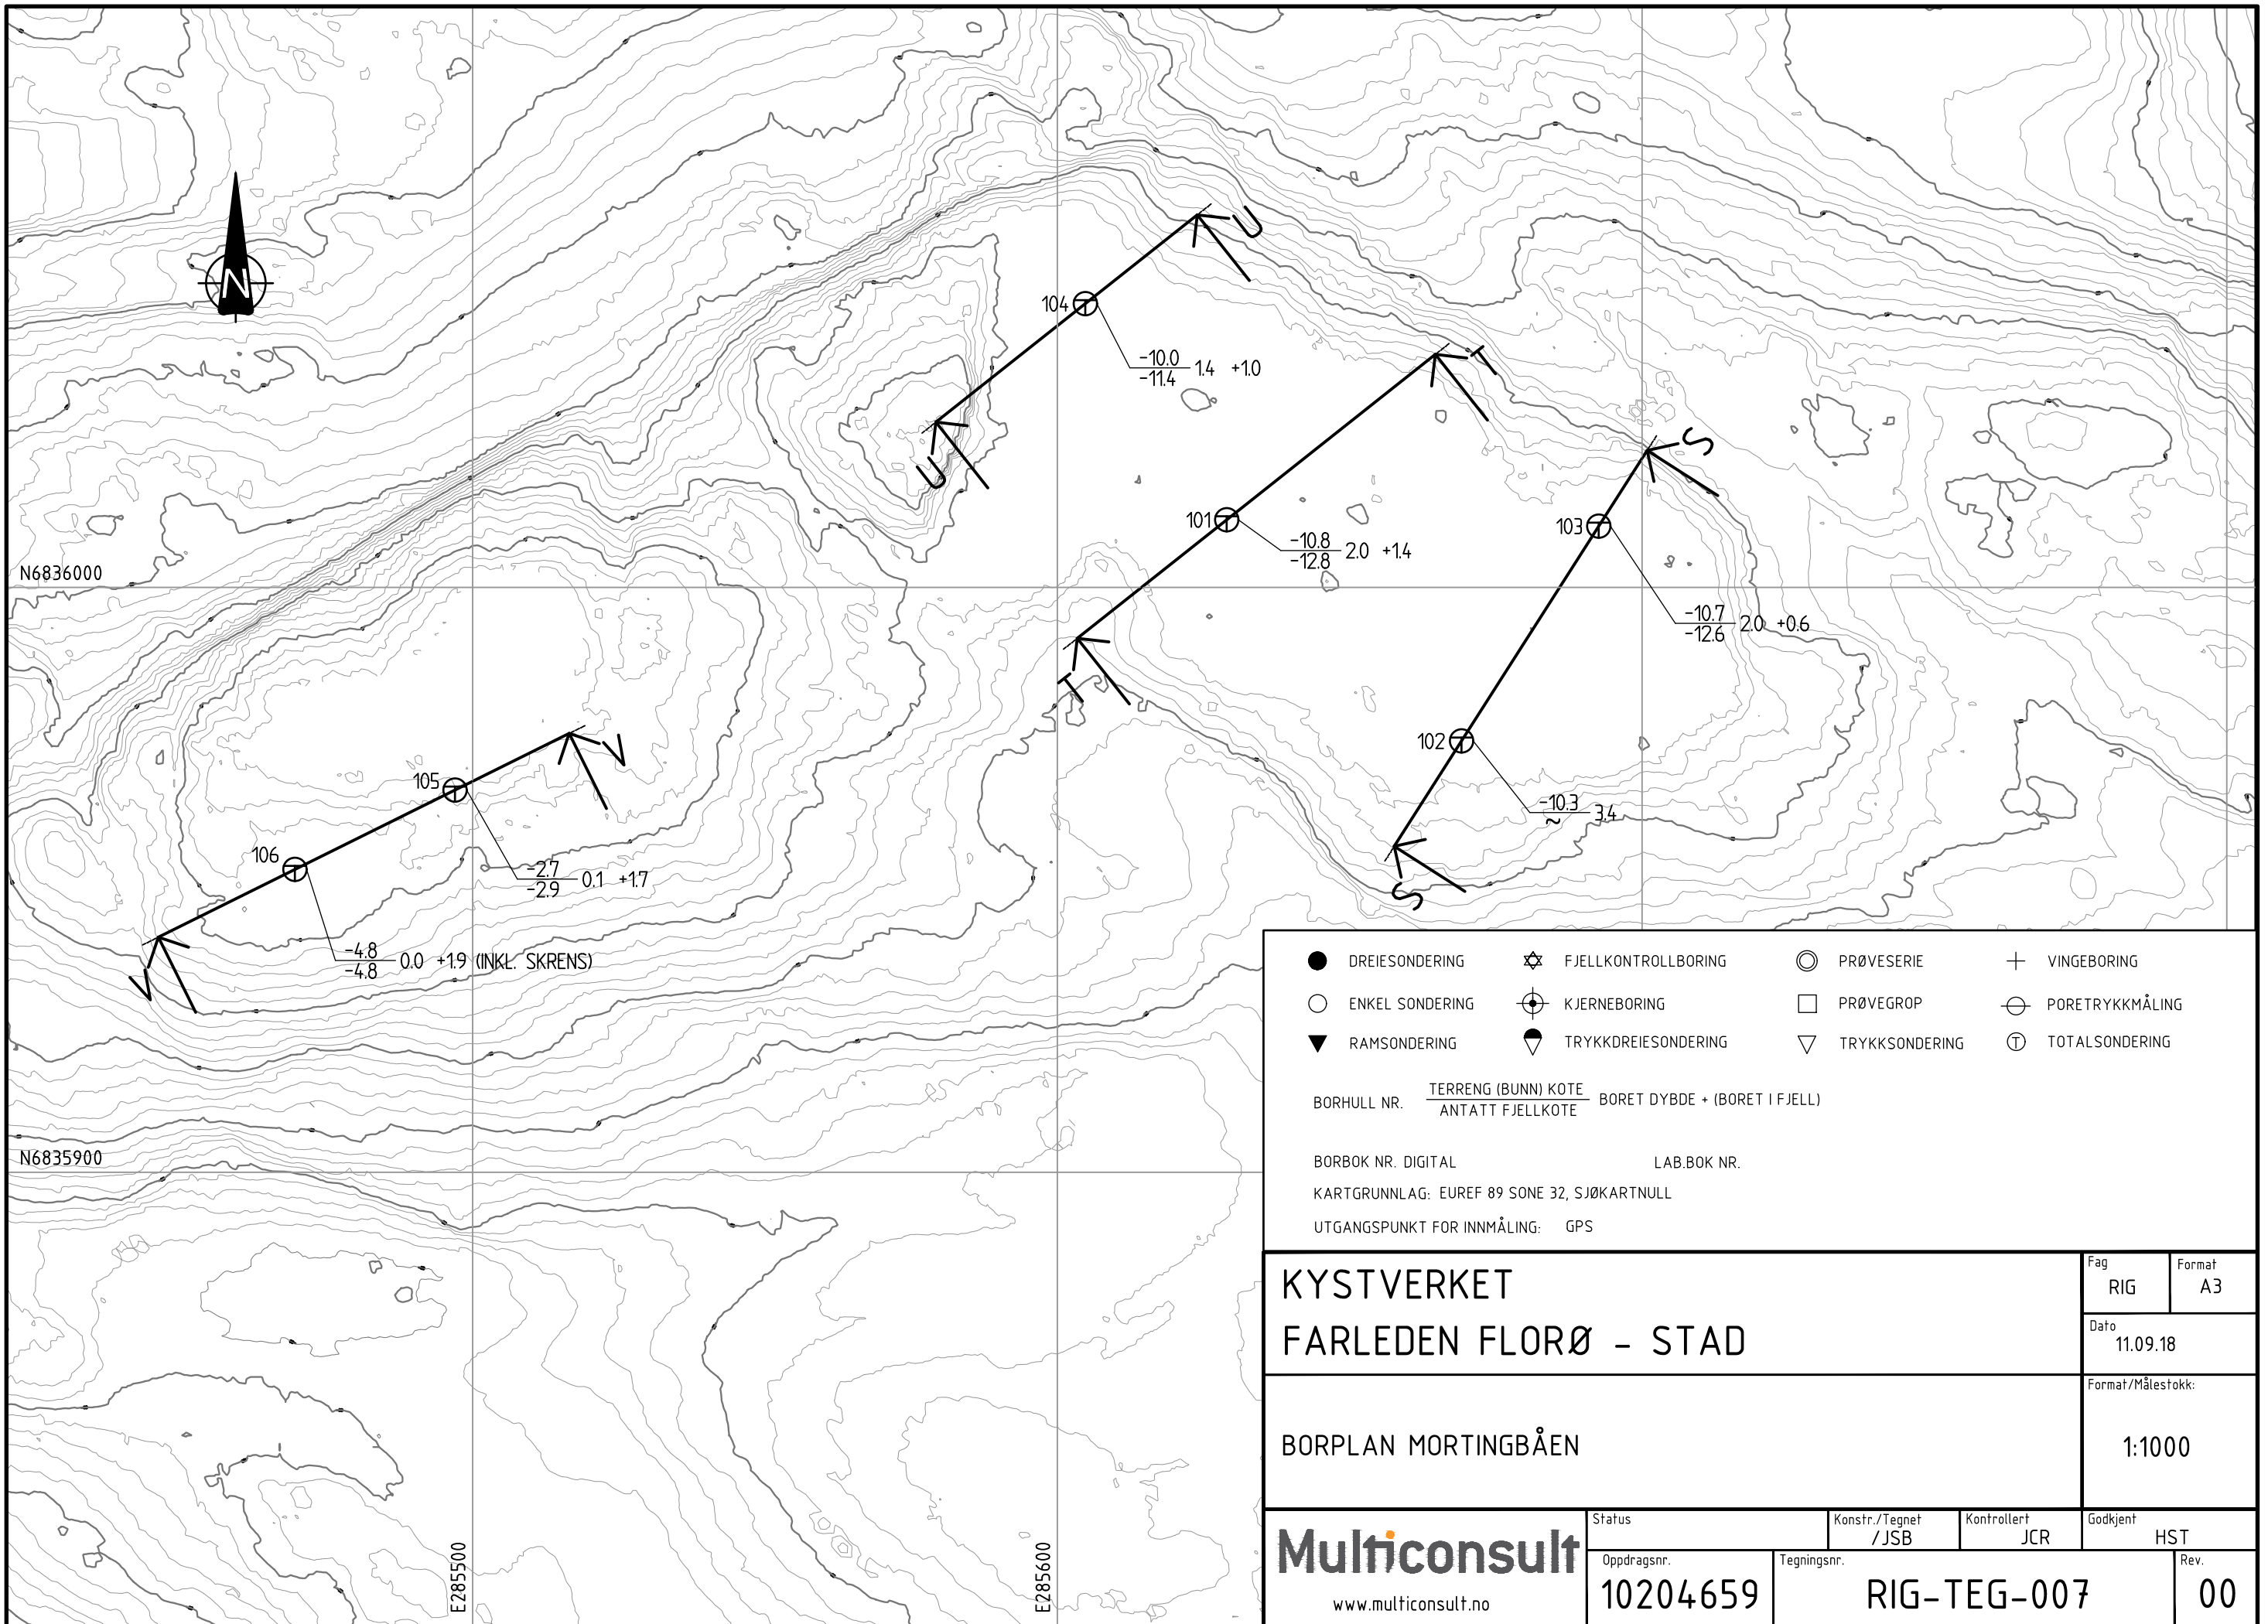 N
U
104
-10.0
-11.4
1.4 +1.0
T
U
S
101
103
-10.8
-12.8
2.0 +1.4
N6836000
-10.7
-12.6
2.0 +0.6
T
V
102
105
-10.3
~
3.4
106
-2.7
-2.9
0.1 +1.7
S
-4.8
-4.8
0.0 +1.9 (INKL. SKRENS)
V
DREIESONDERING
FJELLKONTROLLBORING
PRØVESERIE
VINGEBORING
ENKEL SONDERING
KJERNEBORING
PRØVEGROP
PORETRYKKMÅLING
RAMSONDERING
TRYKKDREIESONDERING
TRYKKSONDERING
T
TOTALSONDERING
BORHULL NR.
TERRENG (BUNN) KOTE
ANTATT FJELLKOTE
BORET DYBDE + (BORET I FJELL)
N6835900
BORBOK NR. DIGITAL
LAB.BOK NR.
KARTGRUNNLAG: EUREF 89 SONE 32, SJØKARTNULL
UTGANGSPUNKT FOR INNMÅLING: GPS
KYSTVERKET
FARLEDEN FLORØ - STAD
Fag
RIG
Format
A3
Dato
11.09.18
BORPLAN MORTINGBÅEN
Format/Målestokk:
1:1000
E285500
E285600
Multiconsult
www.multiconsult.no
Status
Konstr./Tegnet
/JSB
Kontrollert
JCR
Godkjent
HST
Oppdragsnr.
10204659
Tegningsnr.
RIG-TEG-007
Rev.
00